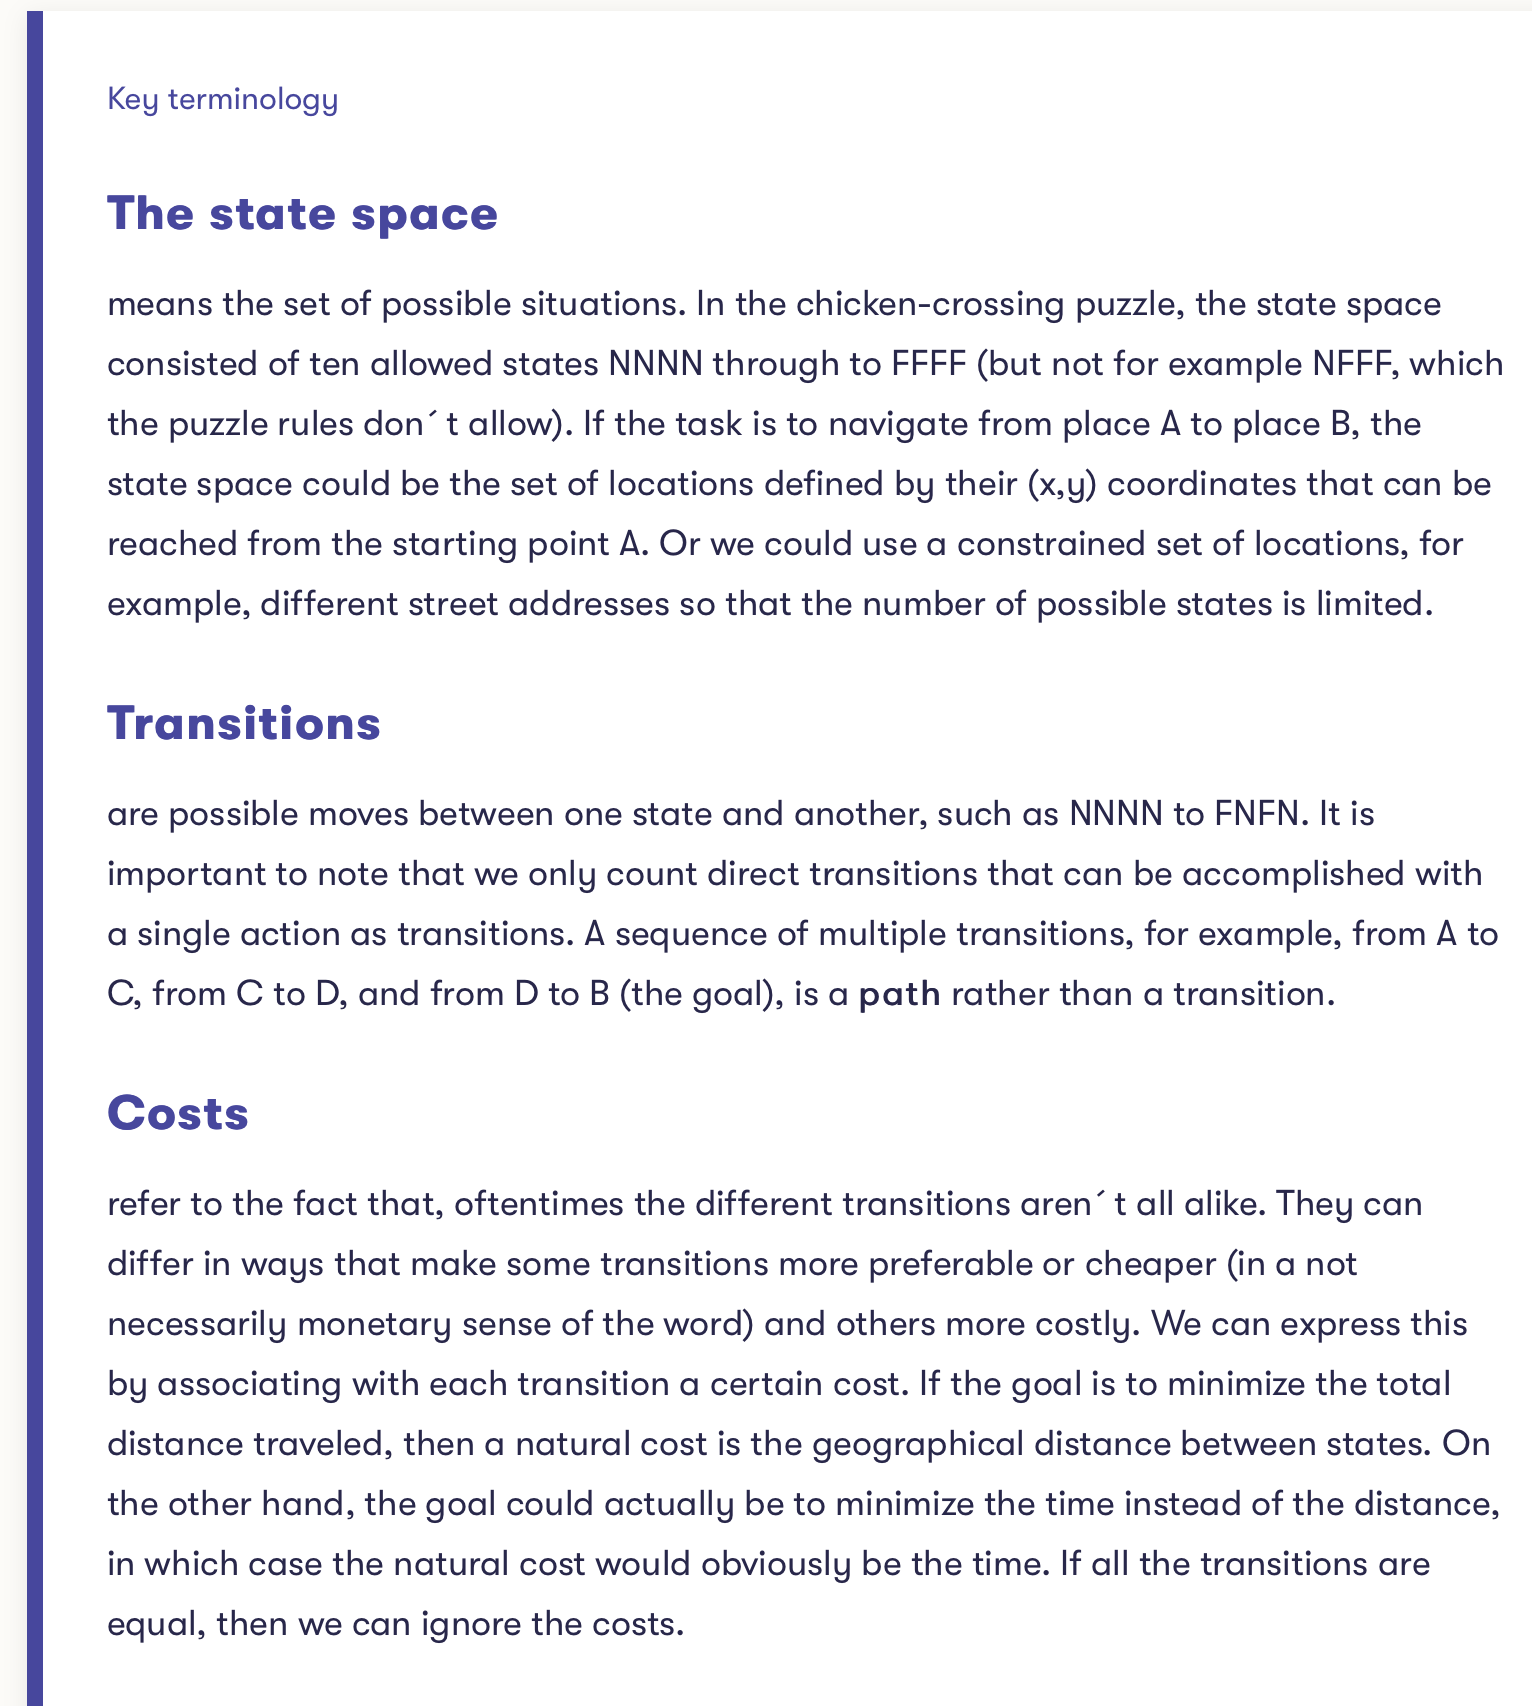 Key terminology
The state space
means the set of possible situations. In the chicken-crossing puzzle, the state space
consisted of ten allowed states NNNN through to FFFF (but not for example NFFF, which
the puzzle rules don´ t allow). If the task is to navigate from place A to place B, the
state space could be the set of locations defined by their (x,y) coordinates that can be
reached from the starting point A. Or we could use a constrained set of locations, for
example, different street addresses so that the number of possible states is limited.
Transitions
are possible moves between one state and another, such as NNNN to FNFN. It is
important to note that we only count direct transitions that can be accomplished with
a single action as transitions. A sequence of multiple transitions, for example, from A to
C, from C to D, and from D to B (the goal), is a path rather than a transition.
Costs
refer to the fact that, oftentimes the different transitions aren´ t all alike. They can
differ in ways that make some transitions more preferable or cheaper (in a not
necessarily monetary sense of the word) and others more costly. We can express this
by associating with each transition a certain cost. If the goal is to minimize the total
distance traveled, then a natural cost is the geographical distance between states. On
the other hand, the goal could actually be to minimize the time instead of the distance,
in which case the natural cost would obviously be the time. If all the transitions are
equal, then we can ignore the costs.